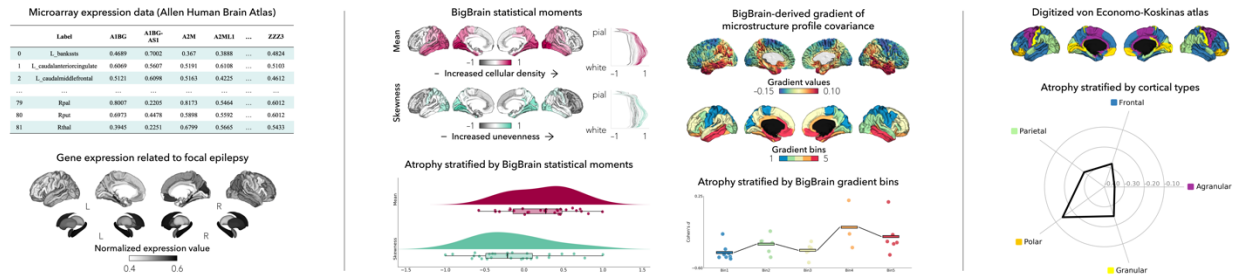 Microarray expression data (Allen Human Brain Atlas)
Label A1BG A1BG-AS1 A2M A2ML1 ... ZZZ3
0 L_bankssts 0.4689 0.7002 0.367 0.3888 ... 0.4824
1 L_caudalanteriorcingulate 0.6069 0.5607 0.5191 0.6108 ... 0.5103
2 L_caudalmiddlefrontal 0.5121 0.6098 0.5163 0.4225 ... 0.4612
... ... ... ... ... ... ... ...
79 Rpal 0.8007 0.2205 0.8173 0.5464 ... 0.6012
80 Rput 0.6973 0.4478 0.5898 0.5592 ... 0.6012
81 Rthal 0.3945 0.2251 0.6799 0.5665 ... 0.5433
Gene expression related to focal epilepsy
L R
L R
Normalized expression value
0.4 0.6
BigBrain statistical moments
Mean
pial
white
-1 1
-1 1
– Increased cellular density →
Skewness
pial
white
-1 1
-1 1
– Increased unevenness →
Atrophy stratified by BigBrain statistical moments
Mean
Skewness
−1.5 −1.0 −0.5 0.0 0.5 1.0 1.5
BigBrain-derived gradient of
microstructure profile covariance
Gradient values
-0.15 0.10
Gradient bins
1 5
Atrophy stratified by BigBrain gradient bins
0.25
Cohen's d
−0.60
Bin1 Bin2 Bin3 Bin4 Bin5
Digitized von Economo-Koskinas atlas
Atrophy stratified by cortical types
Frontal
Parietal
Agranular
-0.30 -0.20 -0.10
Polar
Granular